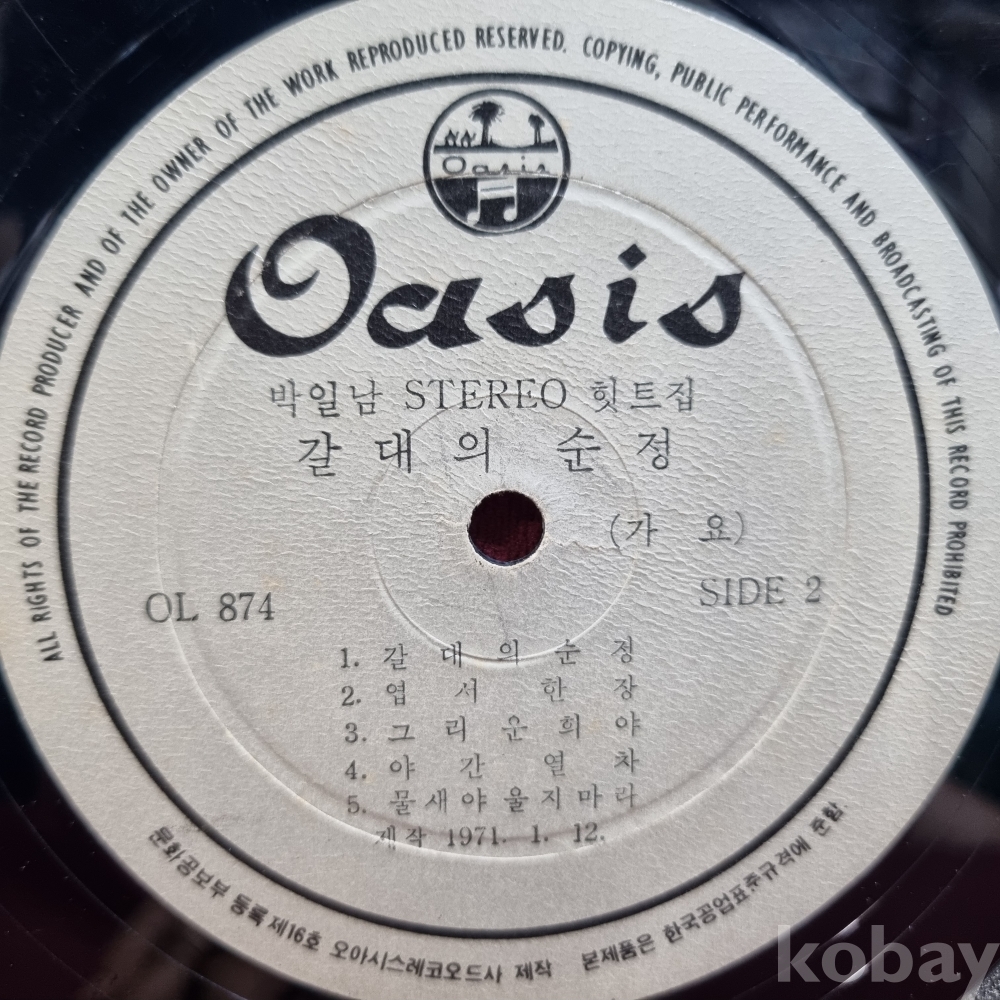 ALL RIGHTS OF THE RECORD PRODUCER AND OF THE OWNER OF THE WORK REPRODUCED RESERVED. COPYING, PUBLIC PERFORMANCE AND BROADCASTING OF THIS RECORD PROHIBITED
Oasis
Oasis
박일남 STEREO 힛트집
갈대의 순정
(가 요)
OL 874
SIDE 2
1. 갈대의순정
2. 엽서한장
3. 그리운희야
4. 야간열차
5. 물새야울지마라
제작 1971. 1. 12.
문화공보부 등록 제16호 오아시스레코오드사 제작 본제품은 한국공업표준규격에 준함
kobay